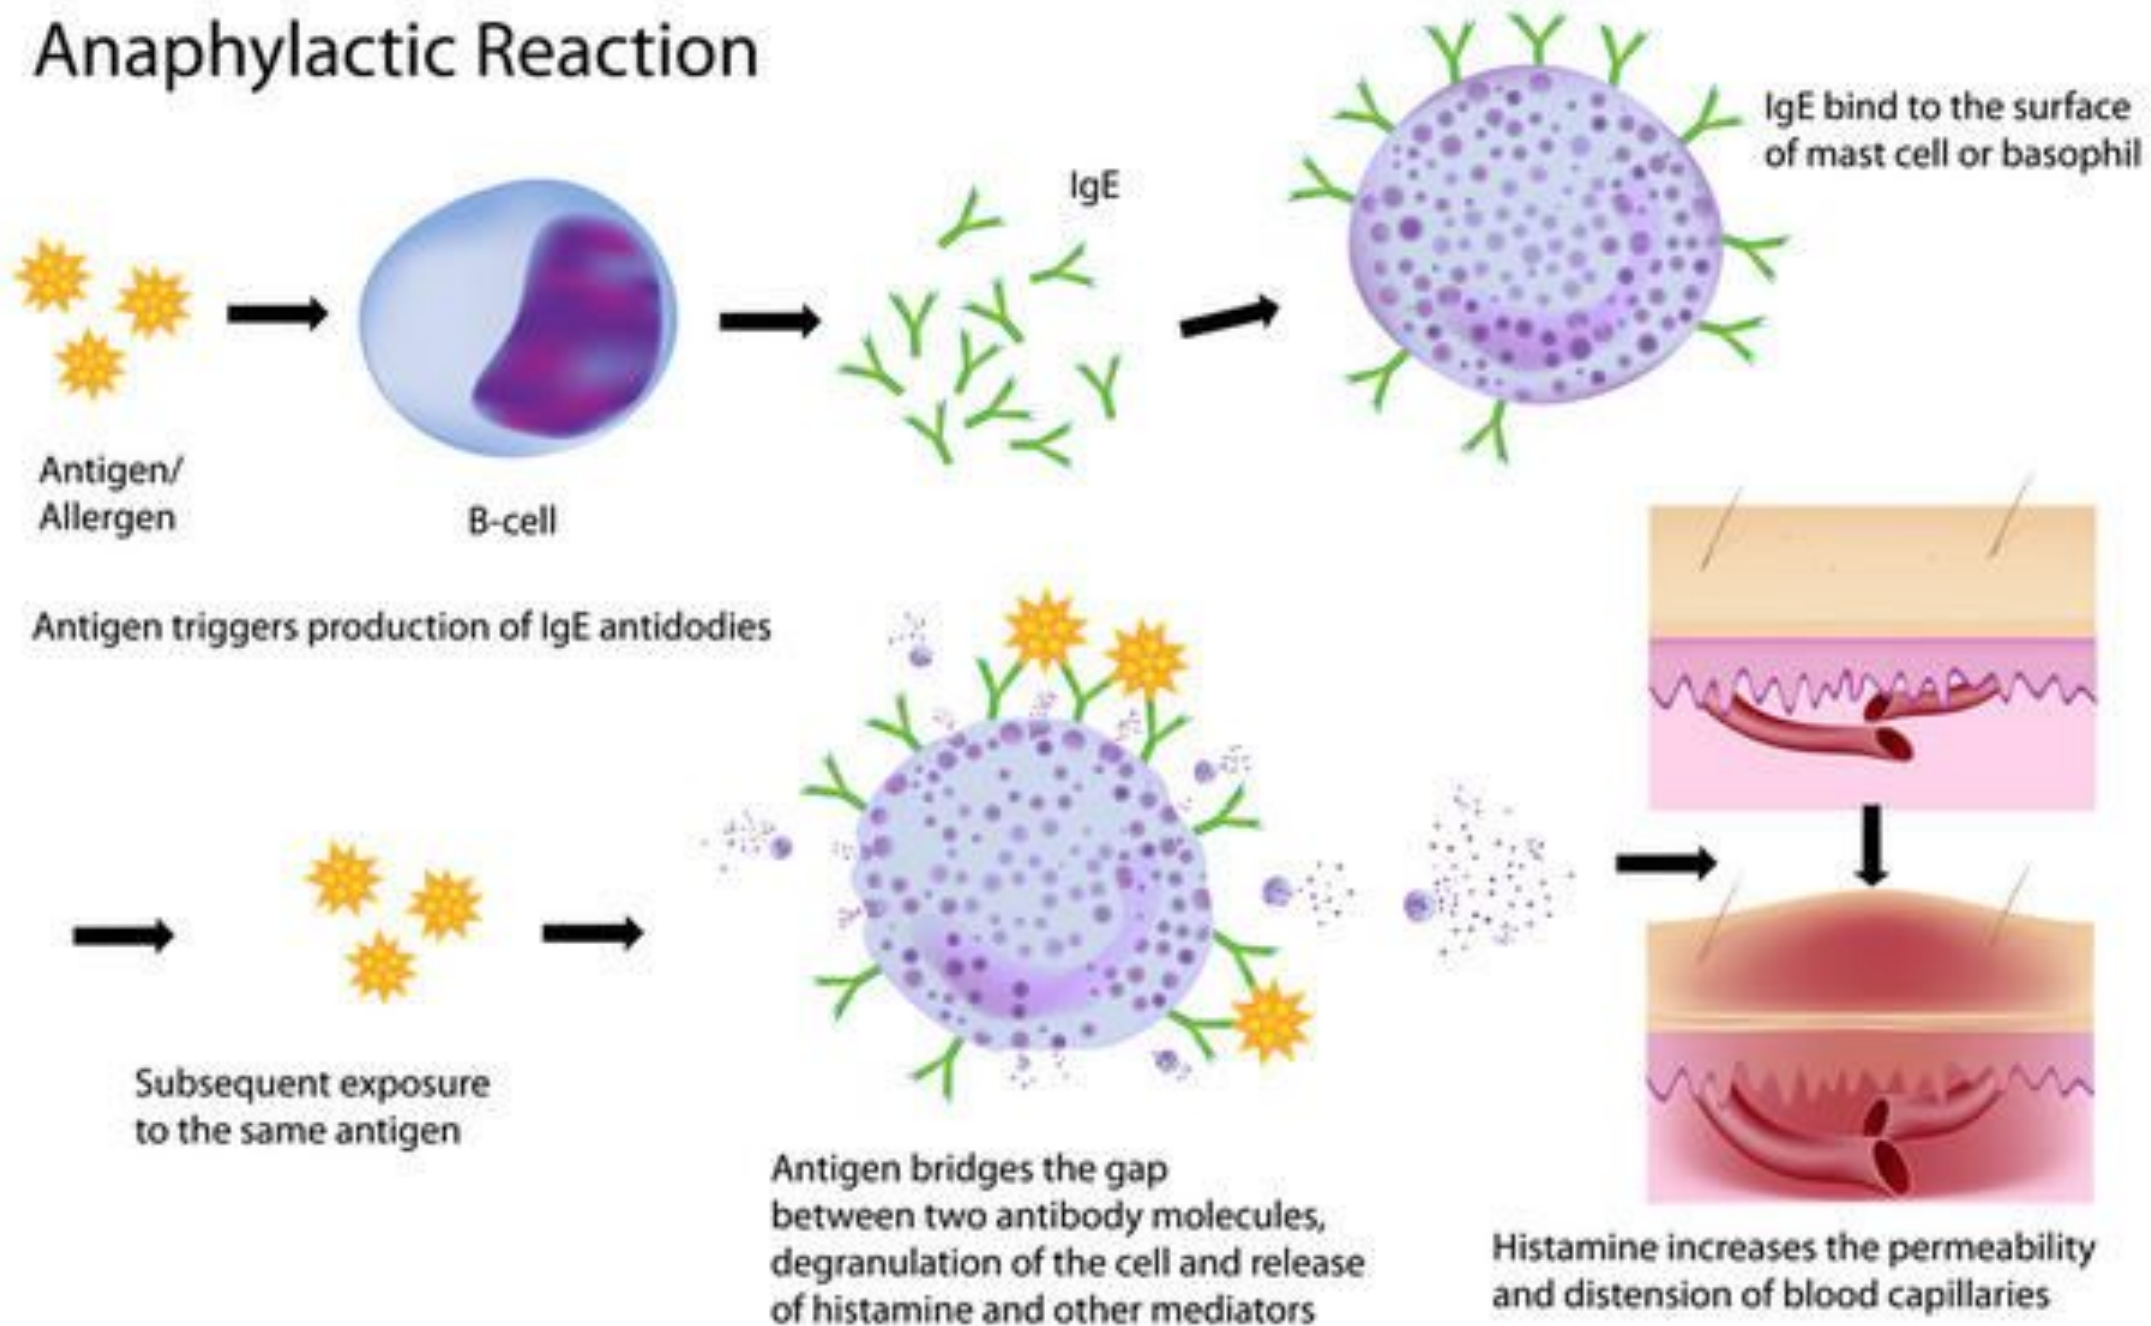 Anaphylactic Reaction
IgE bind to the surface
of mast cell or basophil
IgE
Antigen/
Allergen
B-cell
Antigen triggers production of IgE antidodies
Subsequent exposure
to the same antigen
Antigen bridges the gap
between two antibody molecules,
degranulation of the cell and release
of histamine and other mediators
Histamine increases the permeability
and distension of blood capillaries